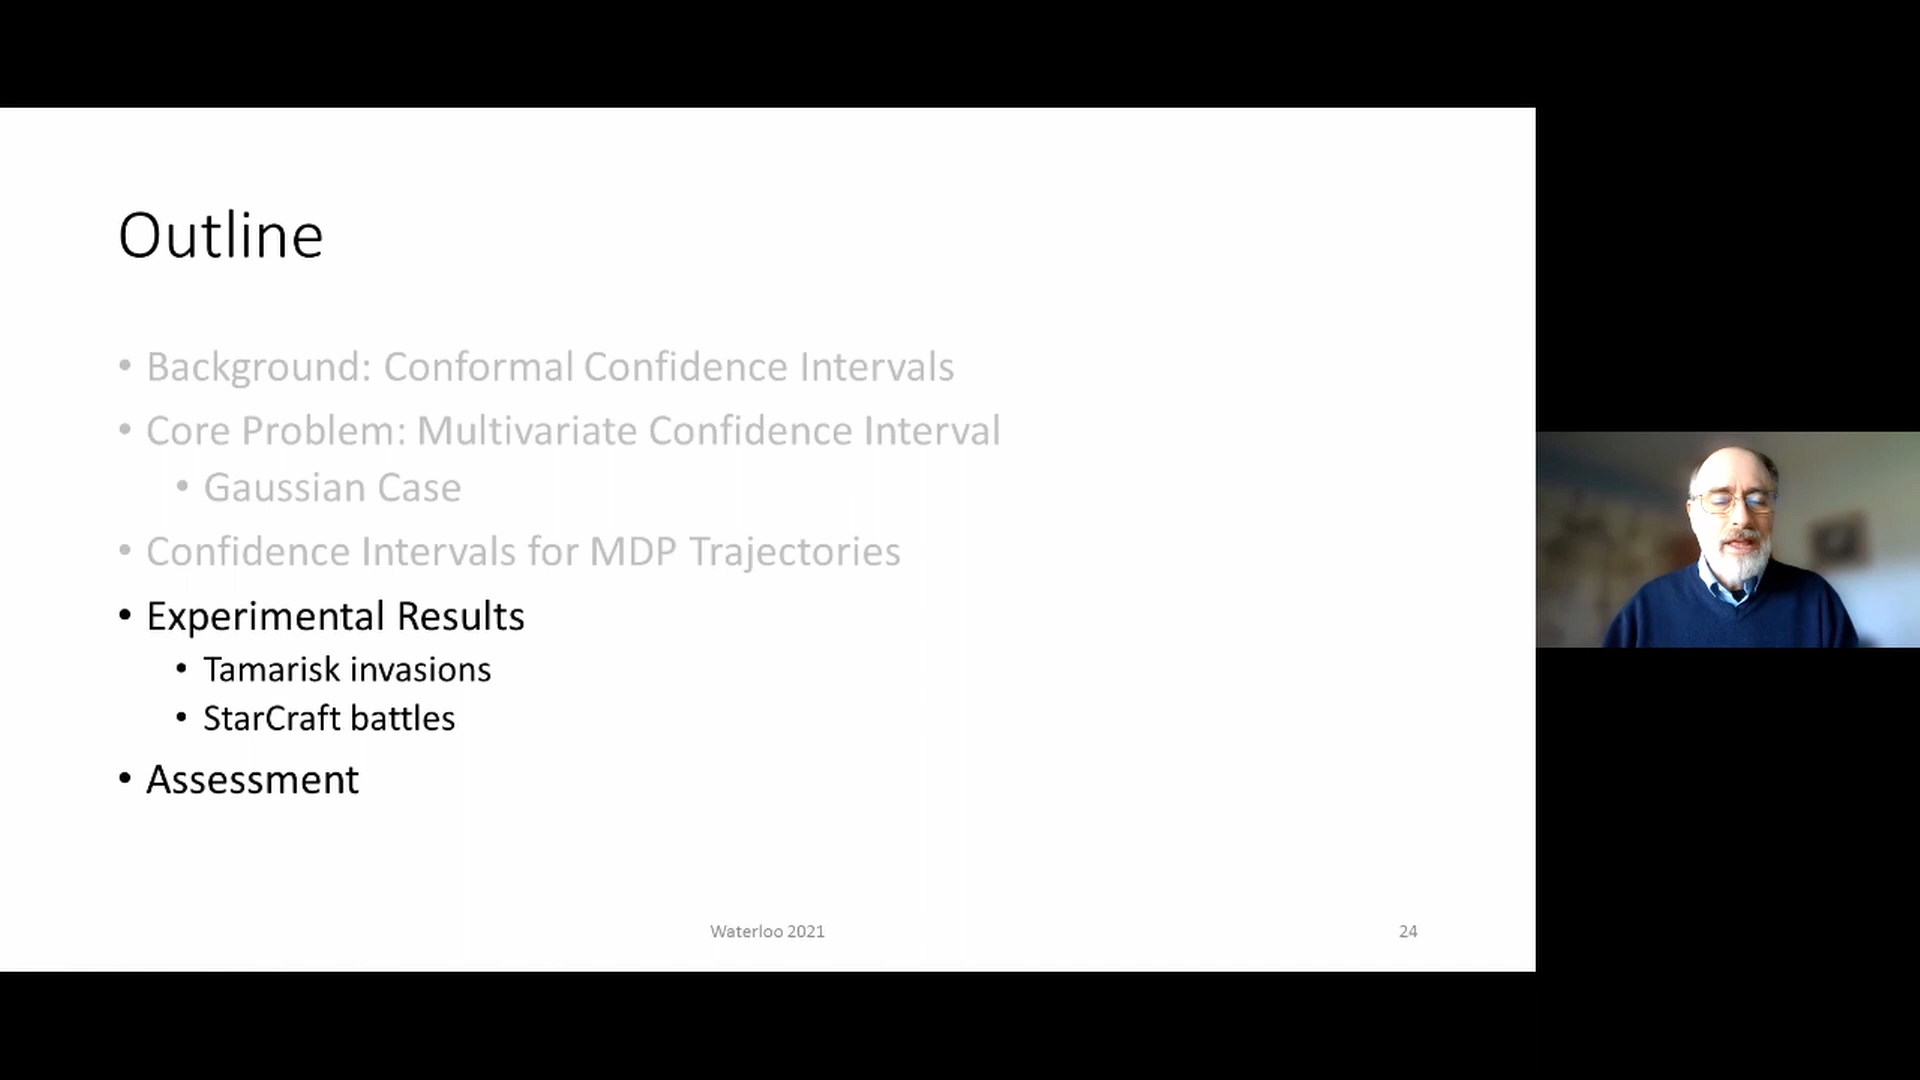 Outline
• Background: Conformal Confidence Intervals
• Core Problem: Multivariate Confidence Interval
• Gaussian Case
• Confidence Intervals for MDP Trajectories
• Experimental Results
• Tamarisk invasions
• StarCraft battles
• Assessment
Waterloo 2021
24